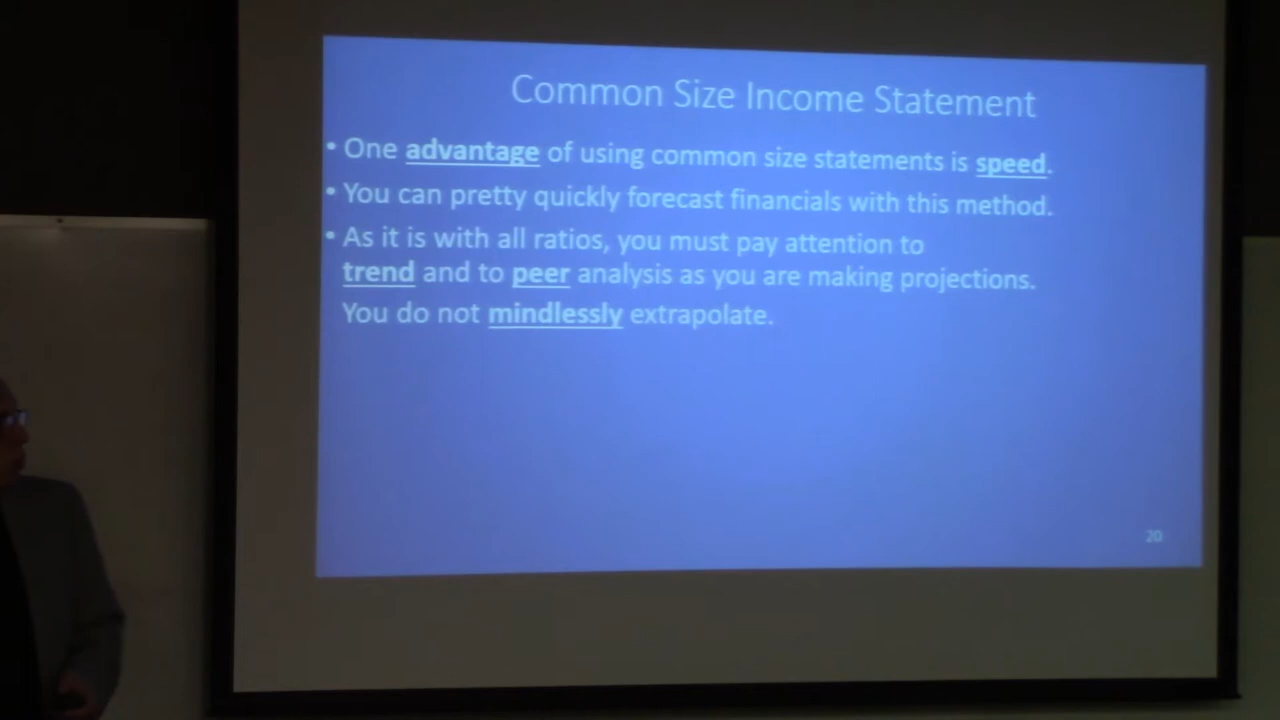 Common Size Income Statement
• One advantage of using common size statements is speed.
• You can pretty quickly forecast financials with this method.
• As it is with all ratios, you must pay attention to
trend and to peer analysis as you are making projections.
You do not mindlessly extrapolate.
20